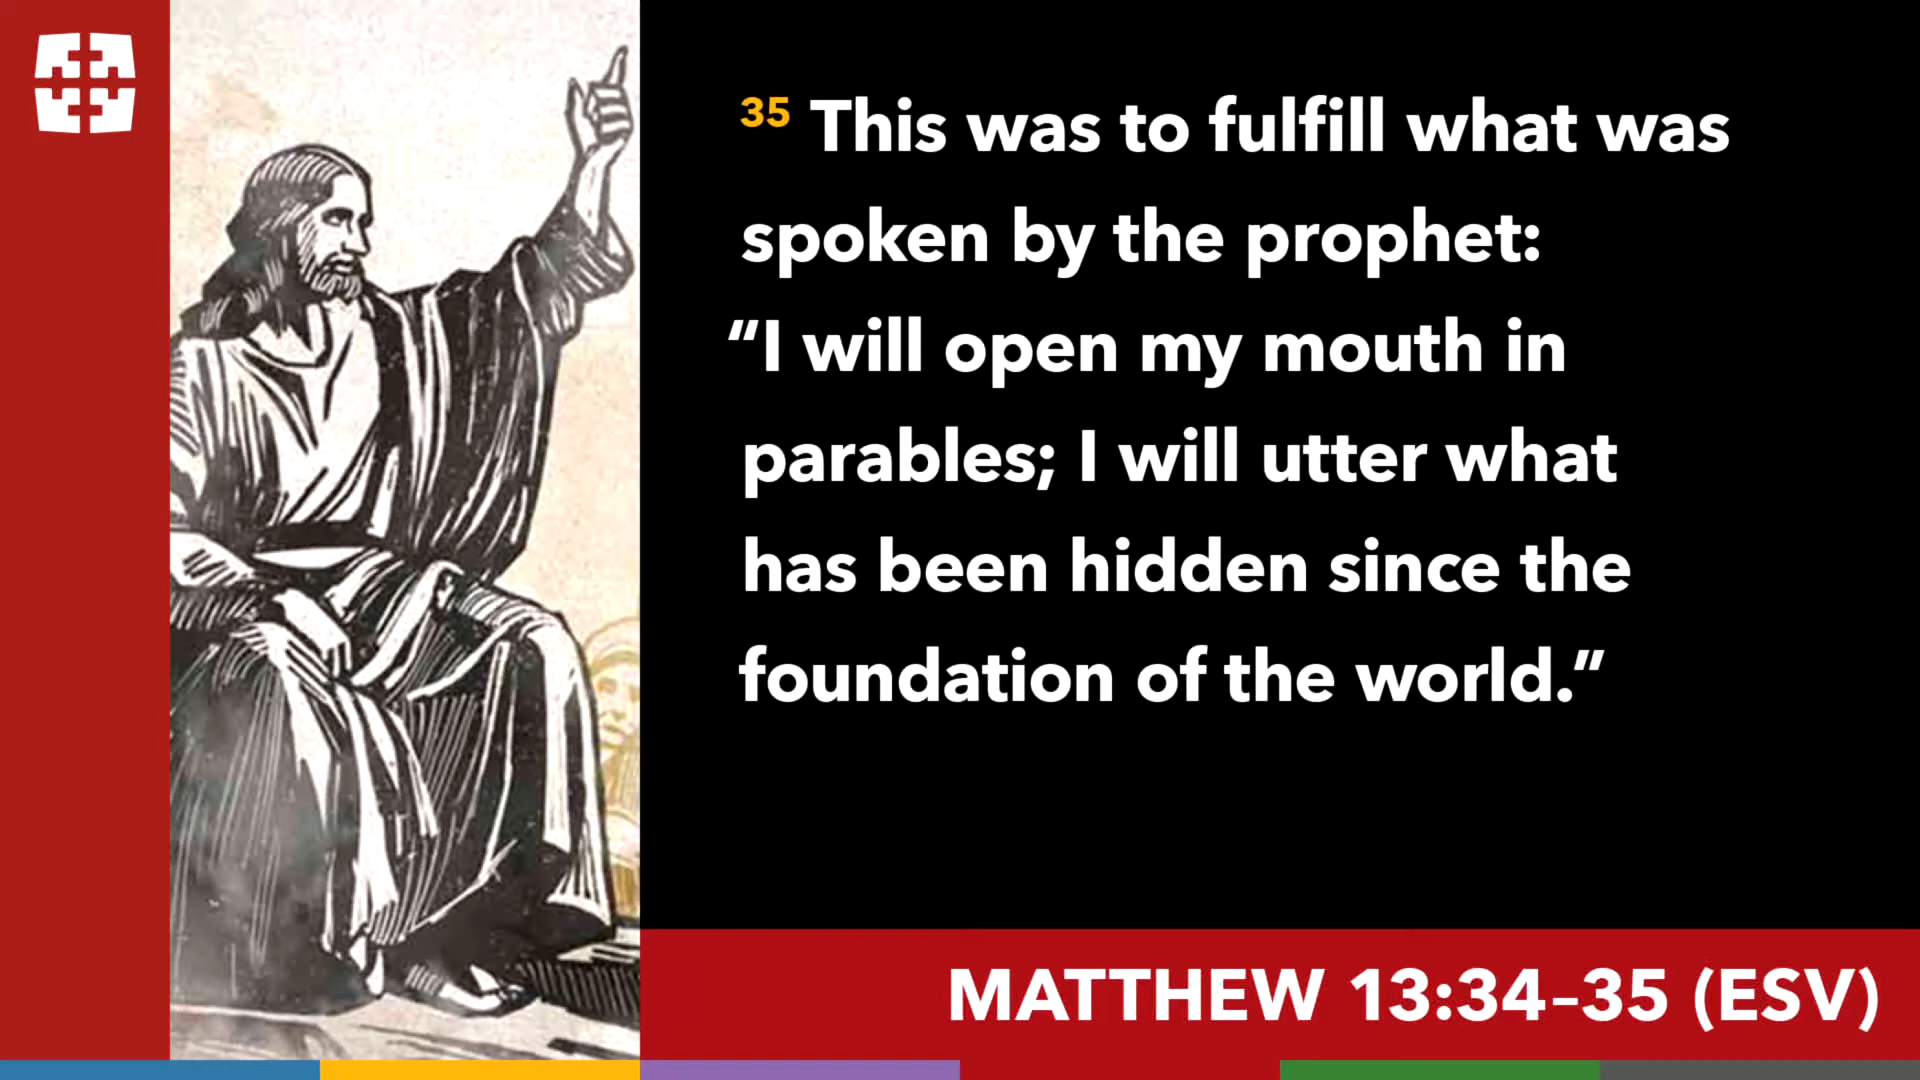 35 This was to fulfill what was
spoken by the prophet:
“I will open my mouth in
parables; I will utter what
has been hidden since the
foundation of the world.”
MATTHEW 13:34–35 (ESV)